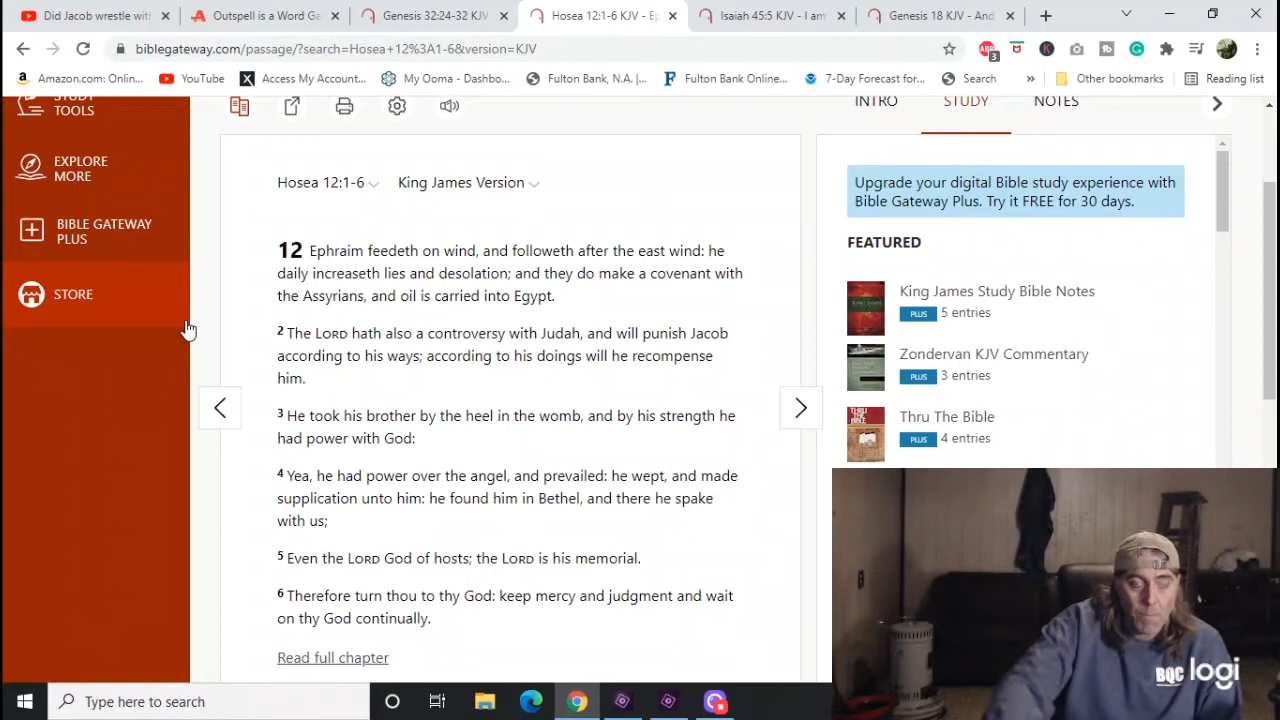 Did Jacob wrestle with
Outspell is a Word Ga
Genesis 32:24-32 KJV -
Hosea 12:1-6 KJV - Ep
Isaiah 45:5 KJV - I am
Genesis 18 KJV - And
biblegateway.com/passage/?search=Hosea+12%3A1-6&version=KJV
ABP
3
K
Amazon.com: Onlin...
YouTube
Access My Account...
My Ooma - Dashbo...
Fulton Bank, N.A. |...
Fulton Bank Online...
7-Day Forecast for...
Search
»
Other bookmarks
Reading list
STUDY
TOOLS
EXPLORE
MORE
BIBLE GATEWAY
PLUS
STORE
INTRO STUDY NOTES
Hosea 12:1-6 King James Version
12 Ephraim feedeth on wind, and followeth after the east wind: he
daily increaseth lies and desolation; and they do make a covenant with
the Assyrians, and oil is carried into Egypt.
2 The LORD hath also a controversy with Judah, and will punish Jacob
according to his ways; according to his doings will he recompense
him.
3 He took his brother by the heel in the womb, and by his strength he
had power with God:
4 Yea, he had power over the angel, and prevailed: he wept, and made
supplication unto him: he found him in Bethel, and there he spake
with us;
5 Even the LORD God of hosts; the LORD is his memorial.
6 Therefore turn thou to thy God: keep mercy and judgment and wait
on thy God continually.
Read full chapter
Upgrade your digital Bible study experience with
Bible Gateway Plus. Try it FREE for 30 days.
FEATURED
King James Study Bible Notes
PLUS 5 entries
Zondervan KJV Commentary
PLUS 3 entries
Thru The Bible
PLUS 4 entries
BQC logi
Type here to search